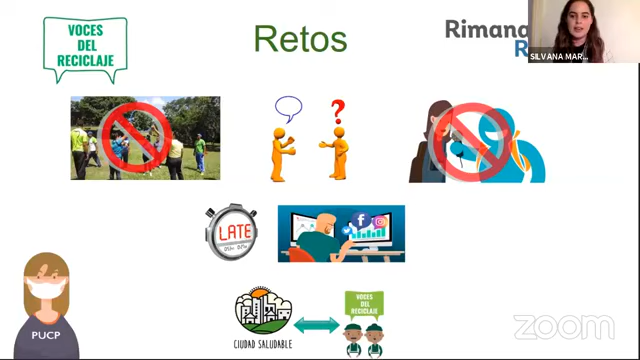 VOCES
DEL
RECICLAJE
Retos
Rimana
R
SILVANA MAR...
?
LATE
CIUDAD SALUDABLE
VOCES
DEL
RECICLAJE
PUCP
zoom